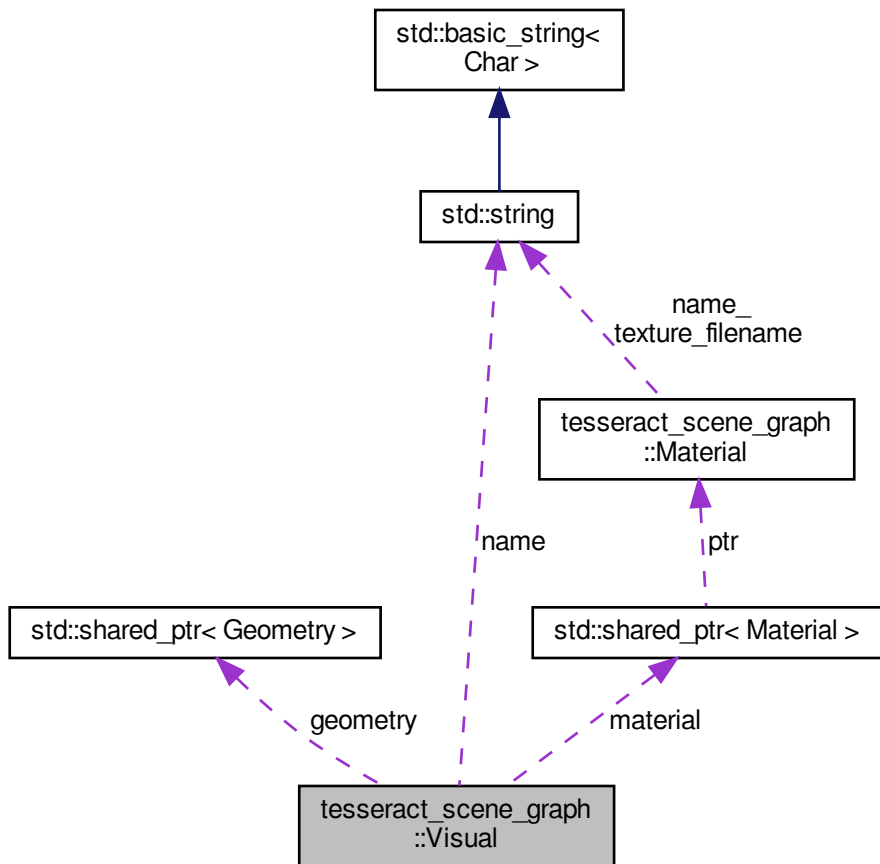 std::basic_string<
Char >
std::string
name_
texture_filename
tesseract_scene_graph
::Material
name
ptr
std::shared_ptr< Geometry >
std::shared_ptr< Material >
geometry
material
tesseract_scene_graph
::Visual